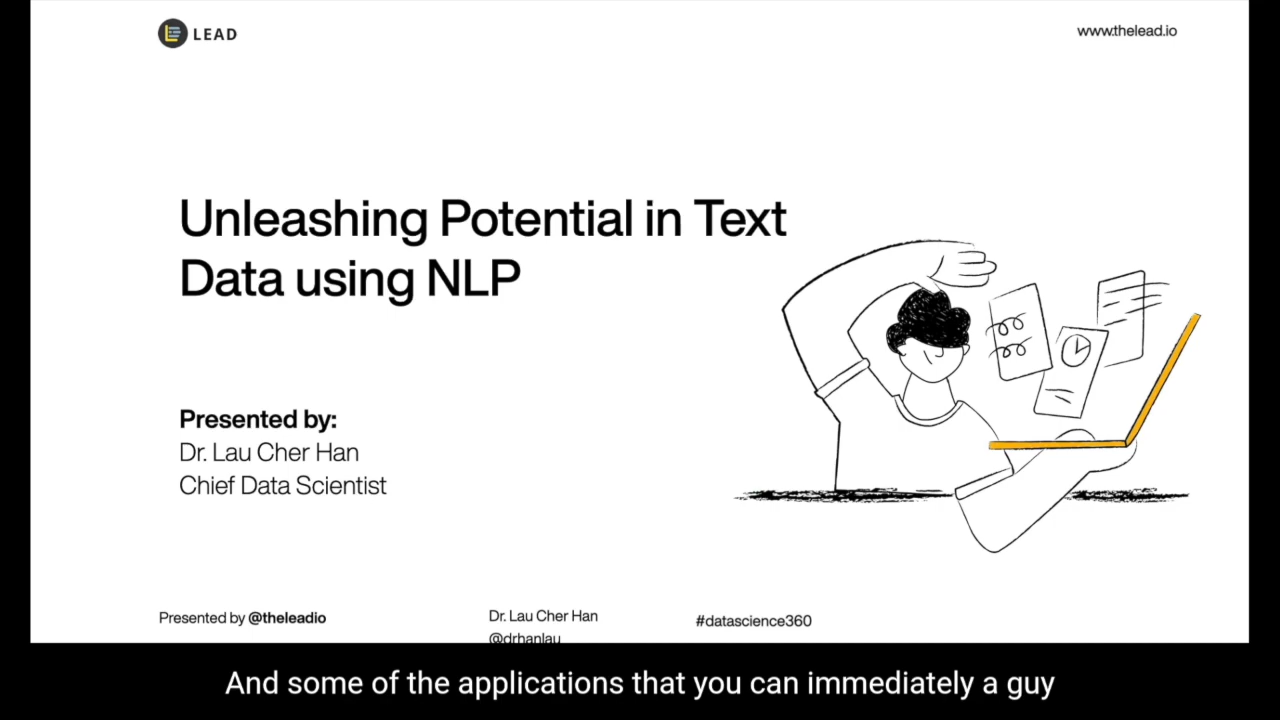 LEAD
www.thelead.io
Unleashing Potential in Text
Data using NLP
Presented by:
Dr. Lau Cher Han
Chief Data Scientist
Presented by @theleadio
Dr. Lau Cher Han
@drhanlau
#datascience360
And some of the applications that you can immediately a guy